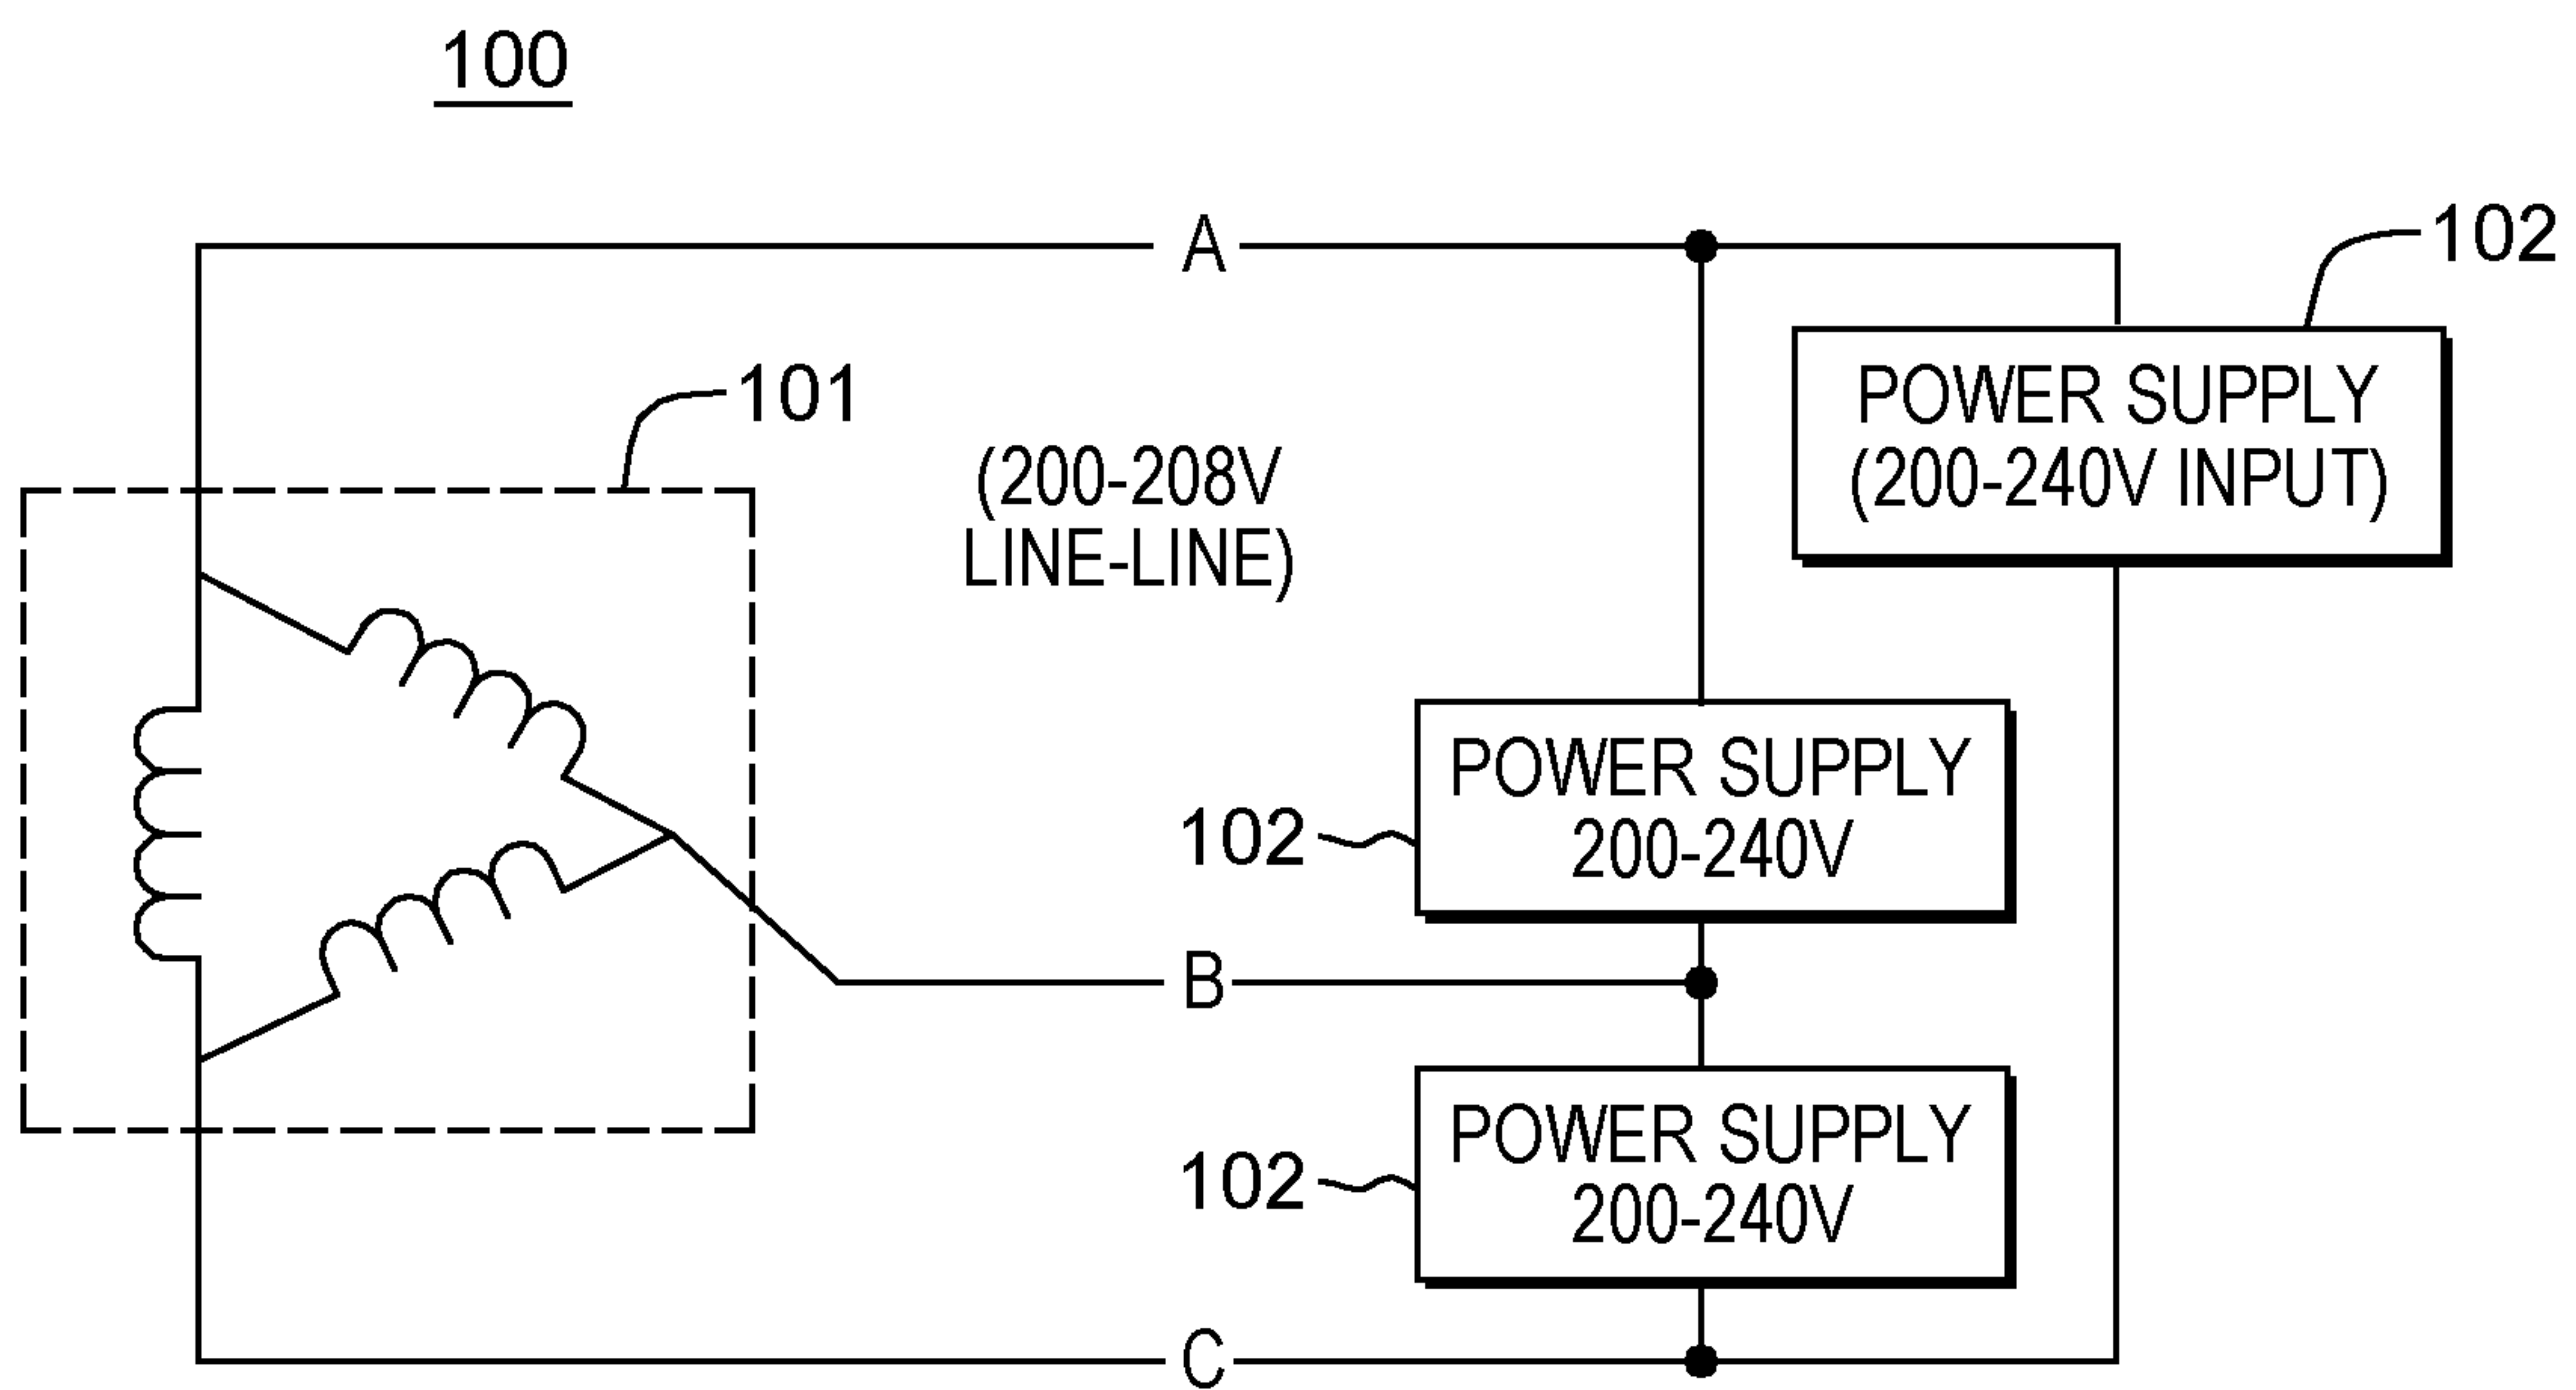 100
A
102
101
POWER SUPPLY
(200-240V INPUT)
(200-208V
LINE-LINE)
POWER SUPPLY
200-240V
102
B
POWER SUPPLY
200-240V
102
C